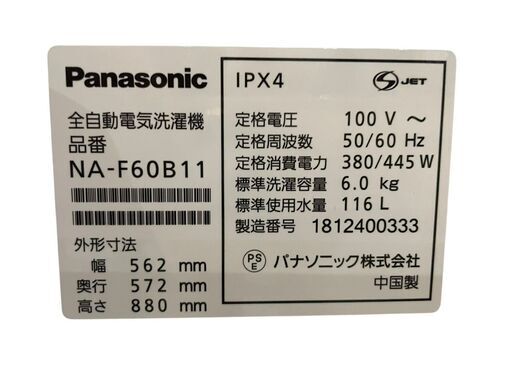 Panasonic
全自動電気洗濯機
品番
NA-F60B11
外形寸法
幅 562 mm
奥行 572 mm
高さ 880 mm
IPX4
S JET
定格電圧 100 V ～
定格周波数 50/60 Hz
定格消費電力 380/445 W
標準洗濯容量 6.0 kg
標準使用水量 116 L
製造番号 1812400333
PS
E パナソニック株式会社
中国製